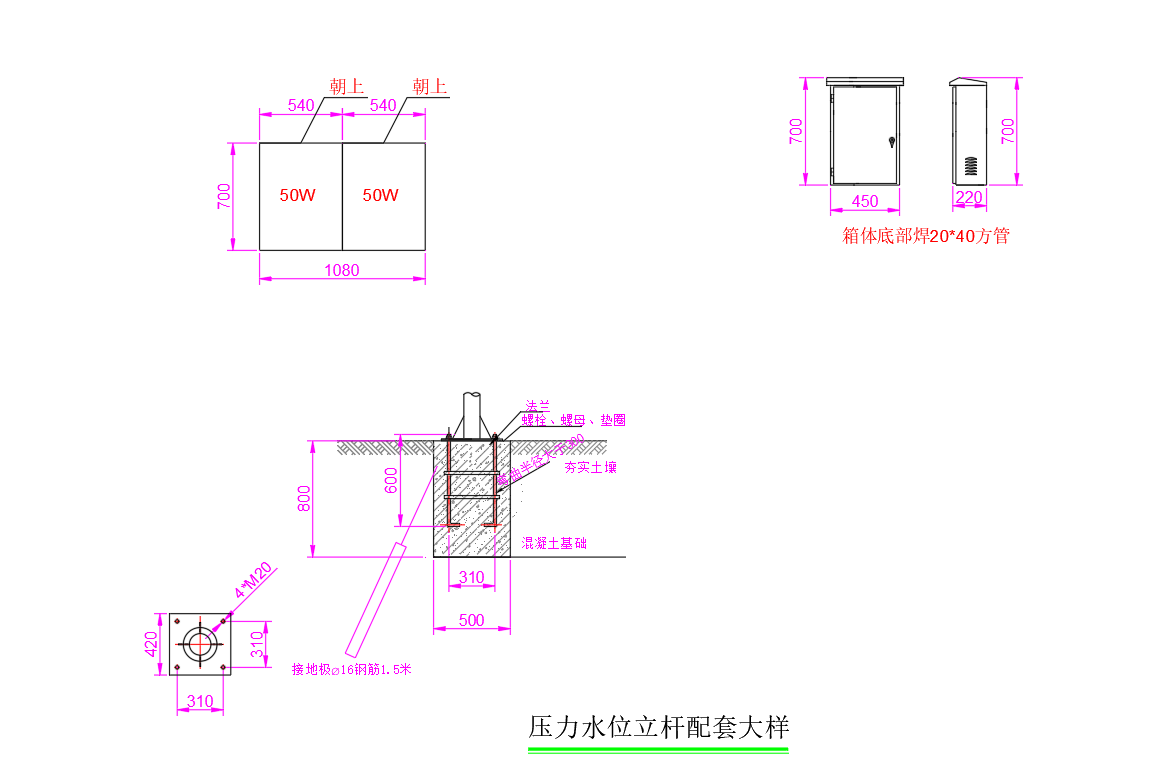 朝上 朝上
540 540
700
50W 50W
1080
700
700
450
220
箱体底部焊20*40方管
法兰
螺栓、螺母、垫圈
夯实土壤
600
800
混凝土基础
310
500
4*M20
420
310
310
接地极⌀16钢筋1.5米
压力水位立杆配套大样